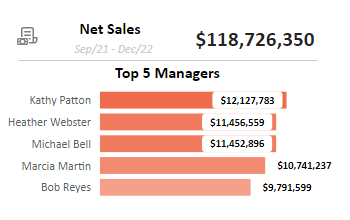 Net Sales
Sep/21 - Dec/22
$118,726,350
Top 5 Managers
Kathy Patton $12,127,783
Heather Webster $11,456,559
Michael Bell $11,452,896
Marcia Martin $10,741,237
Bob Reyes $9,791,599